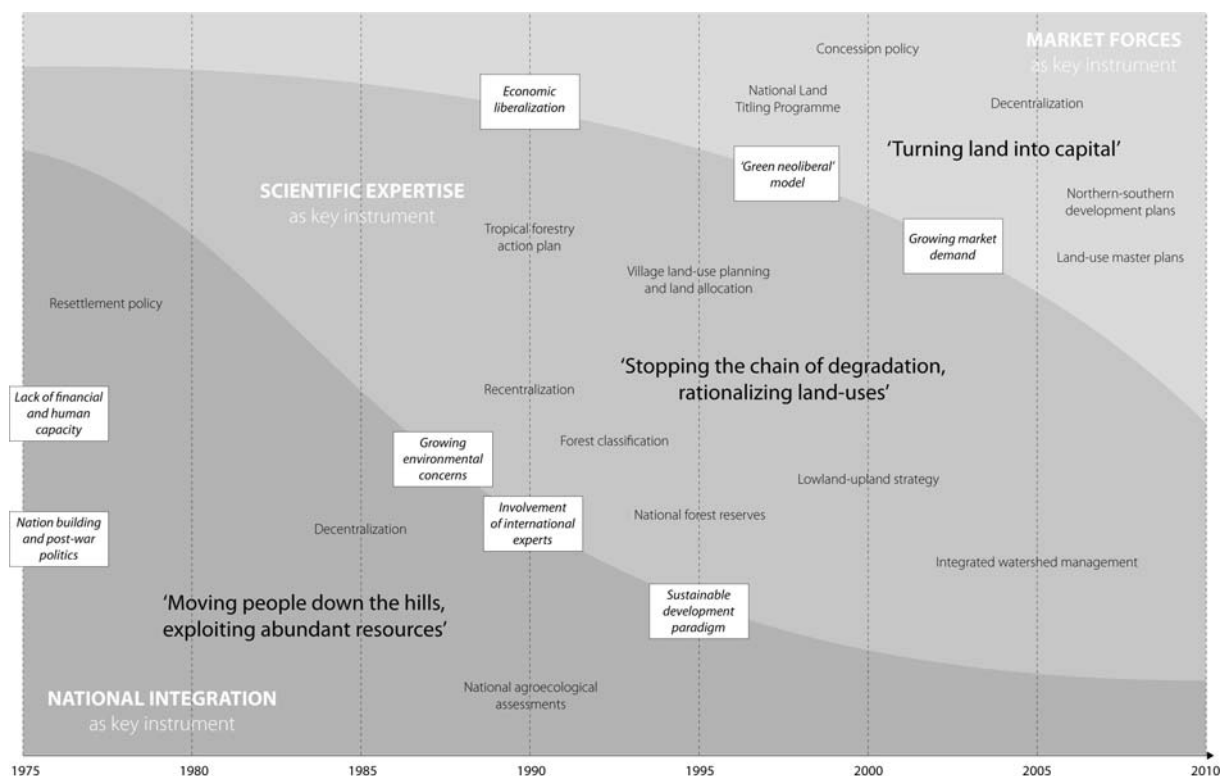 Concession policy
MARKET FORCES
as key instrument
Economic
liberalization
National Land
Titling Programme
Decentralization
'Turning land into capital'
'Green neoliberal'
model
SCIENTIFIC EXPERTISE
as key instrument
Northern-southern
development plans
Tropical forestry
action plan
Growing market
demand
Land-use master plans
Village land-use planning
and land allocation
Resettlement policy
'Stopping the chain of degradation,
rationalizing land-uses'
Recentralization
Lack of financial
and human
capacity
Growing
environmental
concerns
Forest classification
Lowland-upland strategy
Involvement
of international
experts
National forest reserves
Nation building
and post-war
politics
Decentralization
Integrated watershed management
'Moving people down the hills,
exploiting abundant resources'
Sustainable
development
paradigm
NATIONAL INTEGRATION
as key instrument
National agroecological
assessments
1975
1980
1985
1990
1995
2000
2005
2010